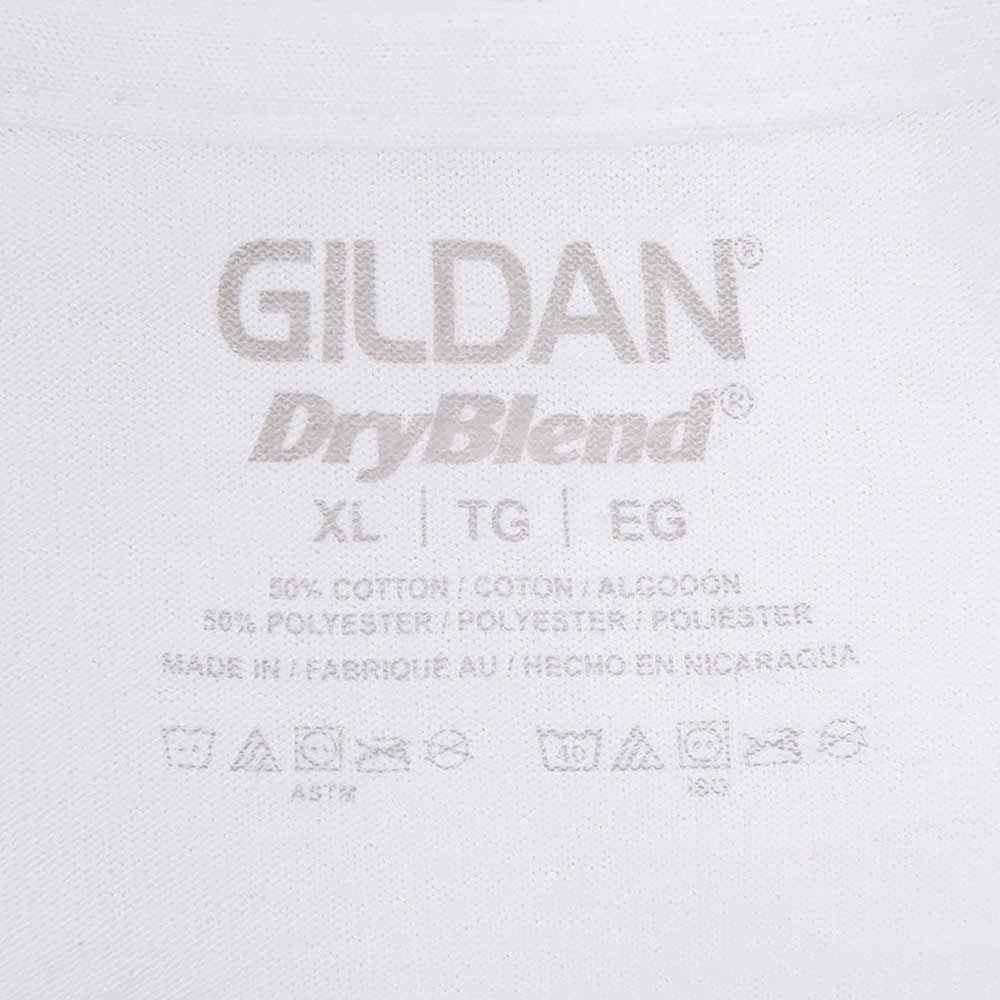 GILDAN®
DryBlend®
XL | TG | EG
50% COTTON / COTON / ALGODÓN
50% POLYESTER / POLYESTER / POLIÉSTER
MADE IN / FABRIQUÉ AU / HECHO EN NICARAGUA
40
ASTM ISO